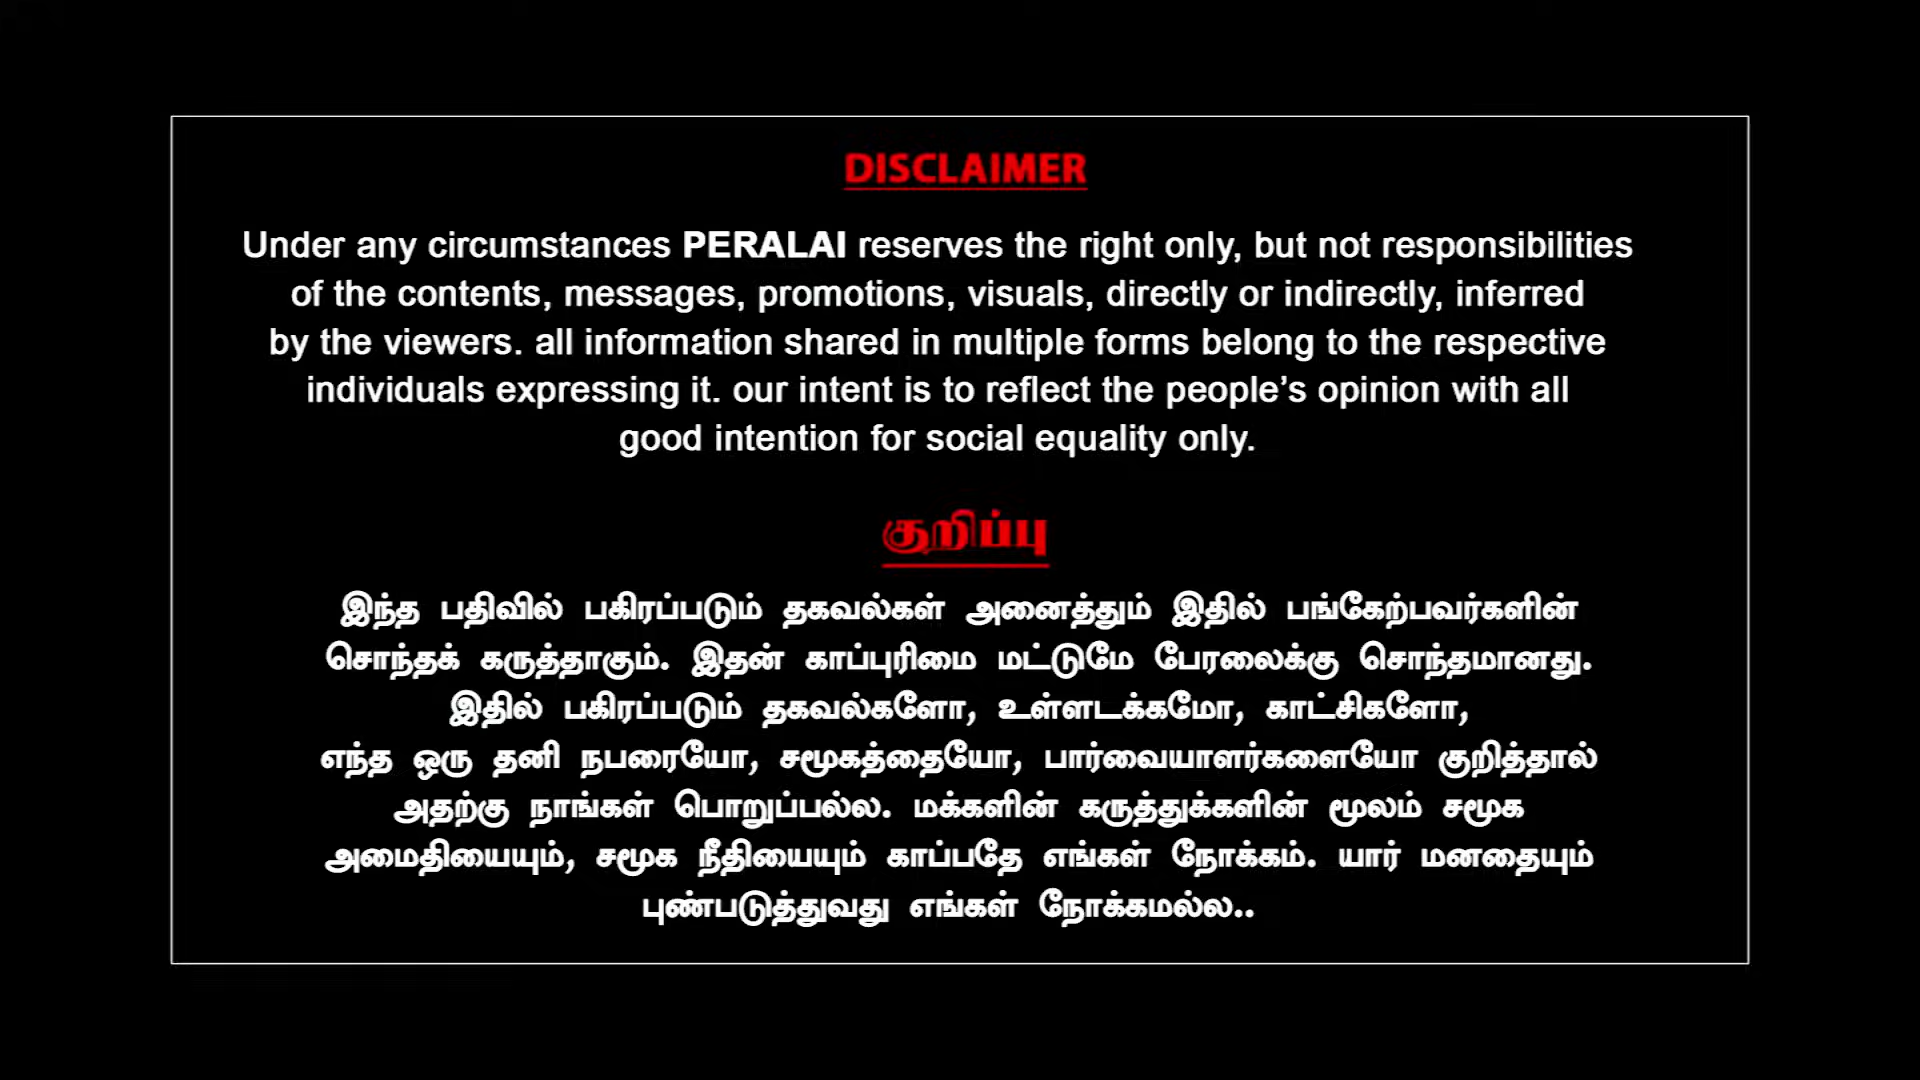 DISCLAIMER
Under any circumstances PERALAI reserves the right only, but not responsibilities
of the contents, messages, promotions, visuals, directly or indirectly, inferred
by the viewers. all information shared in multiple forms belong to the respective
individuals expressing it. our intent is to reflect the people’s opinion with all
good intention for social equality only.
குறிப்பு
இந்த பதிவில் பகிரப்படும் தகவல்கள் அனைத்தும் இதில் பங்கேற்பவர்களின்
சொந்தக் கருத்தாகும். இதன் காப்புரிமை மட்டுமே பேரலைக்கு சொந்தமானது.
இதில் பகிரப்படும் தகவல்களோ, உள்ளடக்கமோ, காட்சிகளோ,
எந்த ஒரு தனி நபரையோ, சமூகத்தையோ, பார்வையாளர்களையோ குறித்தால்
அதற்கு நாங்கள் பொறுப்பல்ல. மக்களின் கருத்துக்களின் மூலம் சமூக
அமைதியையும், சமூக நீதியையும் காப்பதே எங்கள் நோக்கம். யார் மனதையும்
புண்படுத்துவது எங்கள் நோக்கமல்ல..